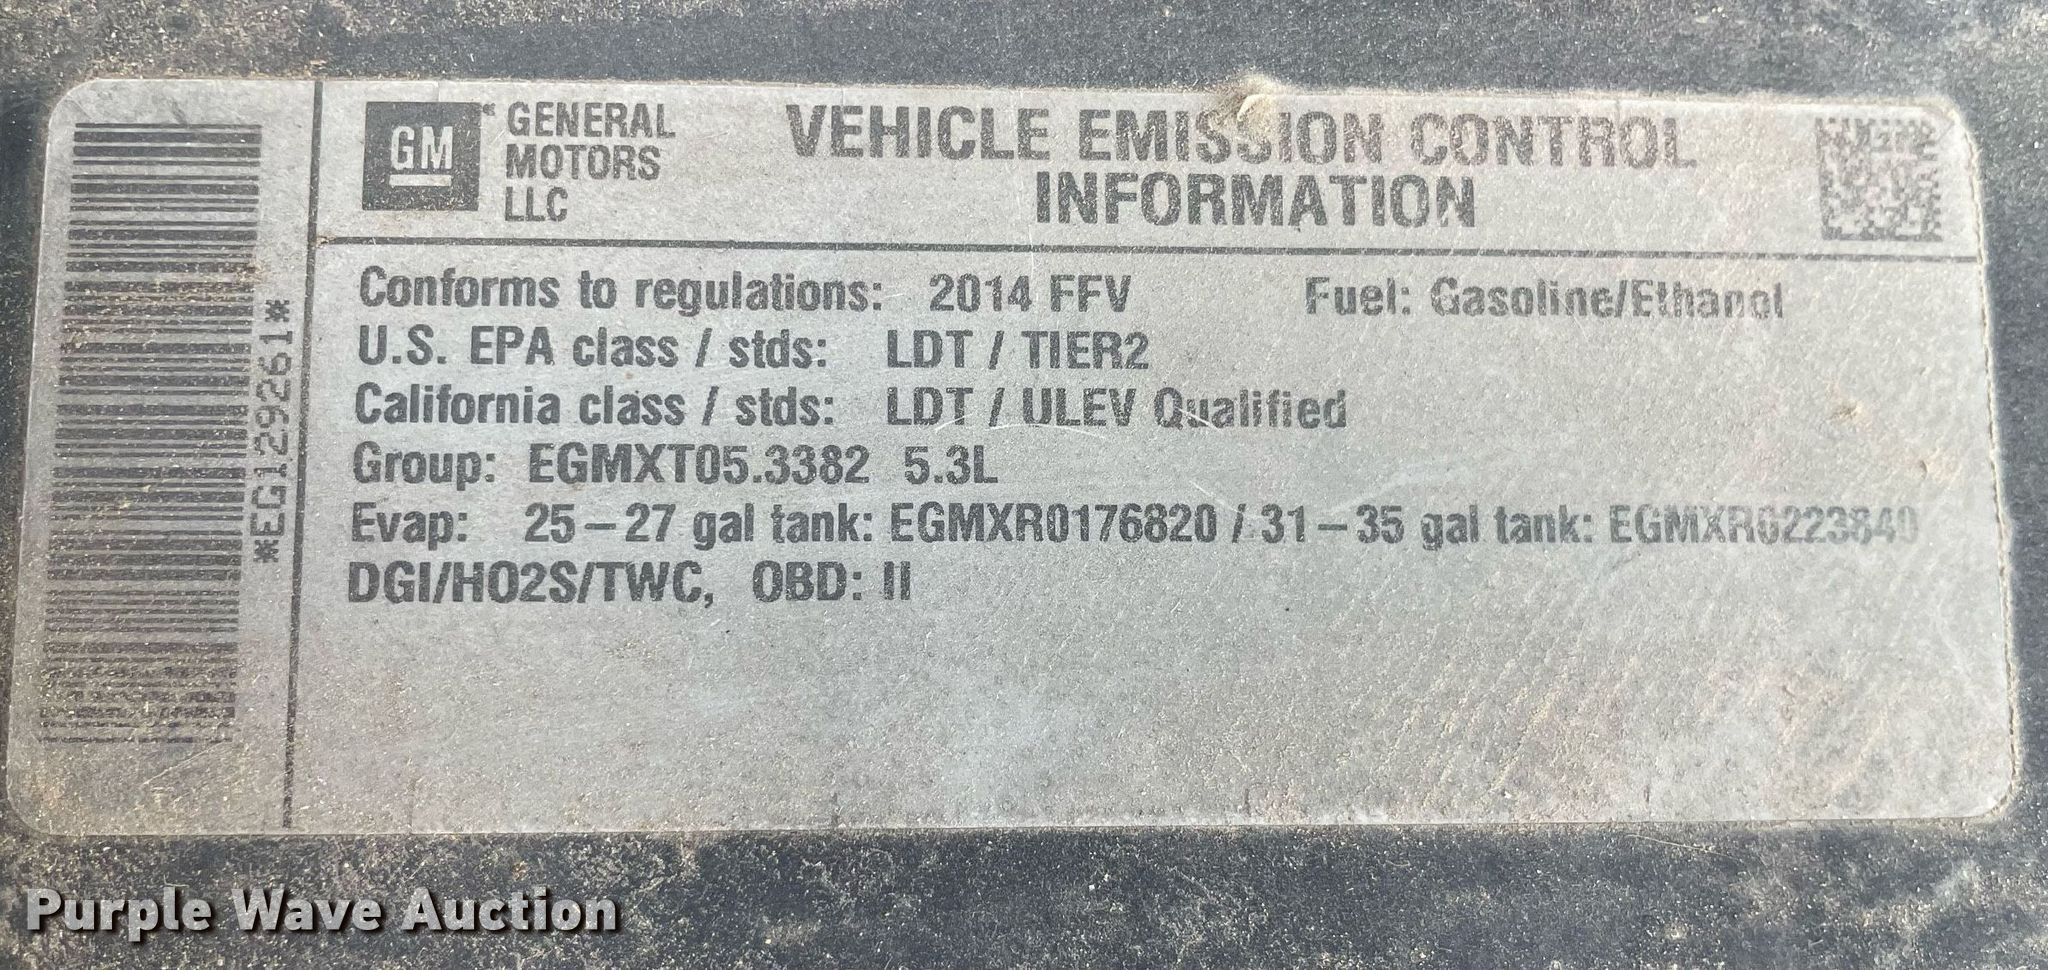 *EG129261*
GM
GENERAL
MOTORS
LLC
VEHICLE EMISSION CONTROL
INFORMATION
Conforms to regulations: 2014 FFV Fuel: Gasoline/Ethanol
U.S. EPA class / stds: LDT / TIER2
California class / stds: LDT / ULEV Qualified
Group: EGMXT05.3382 5.3L
Evap: 25-27 gal tank: EGMXR0176820 / 31-35 gal tank: EGMXR0223840
DGI/HO2S/TWC, OBD: II
Purple Wave Auction